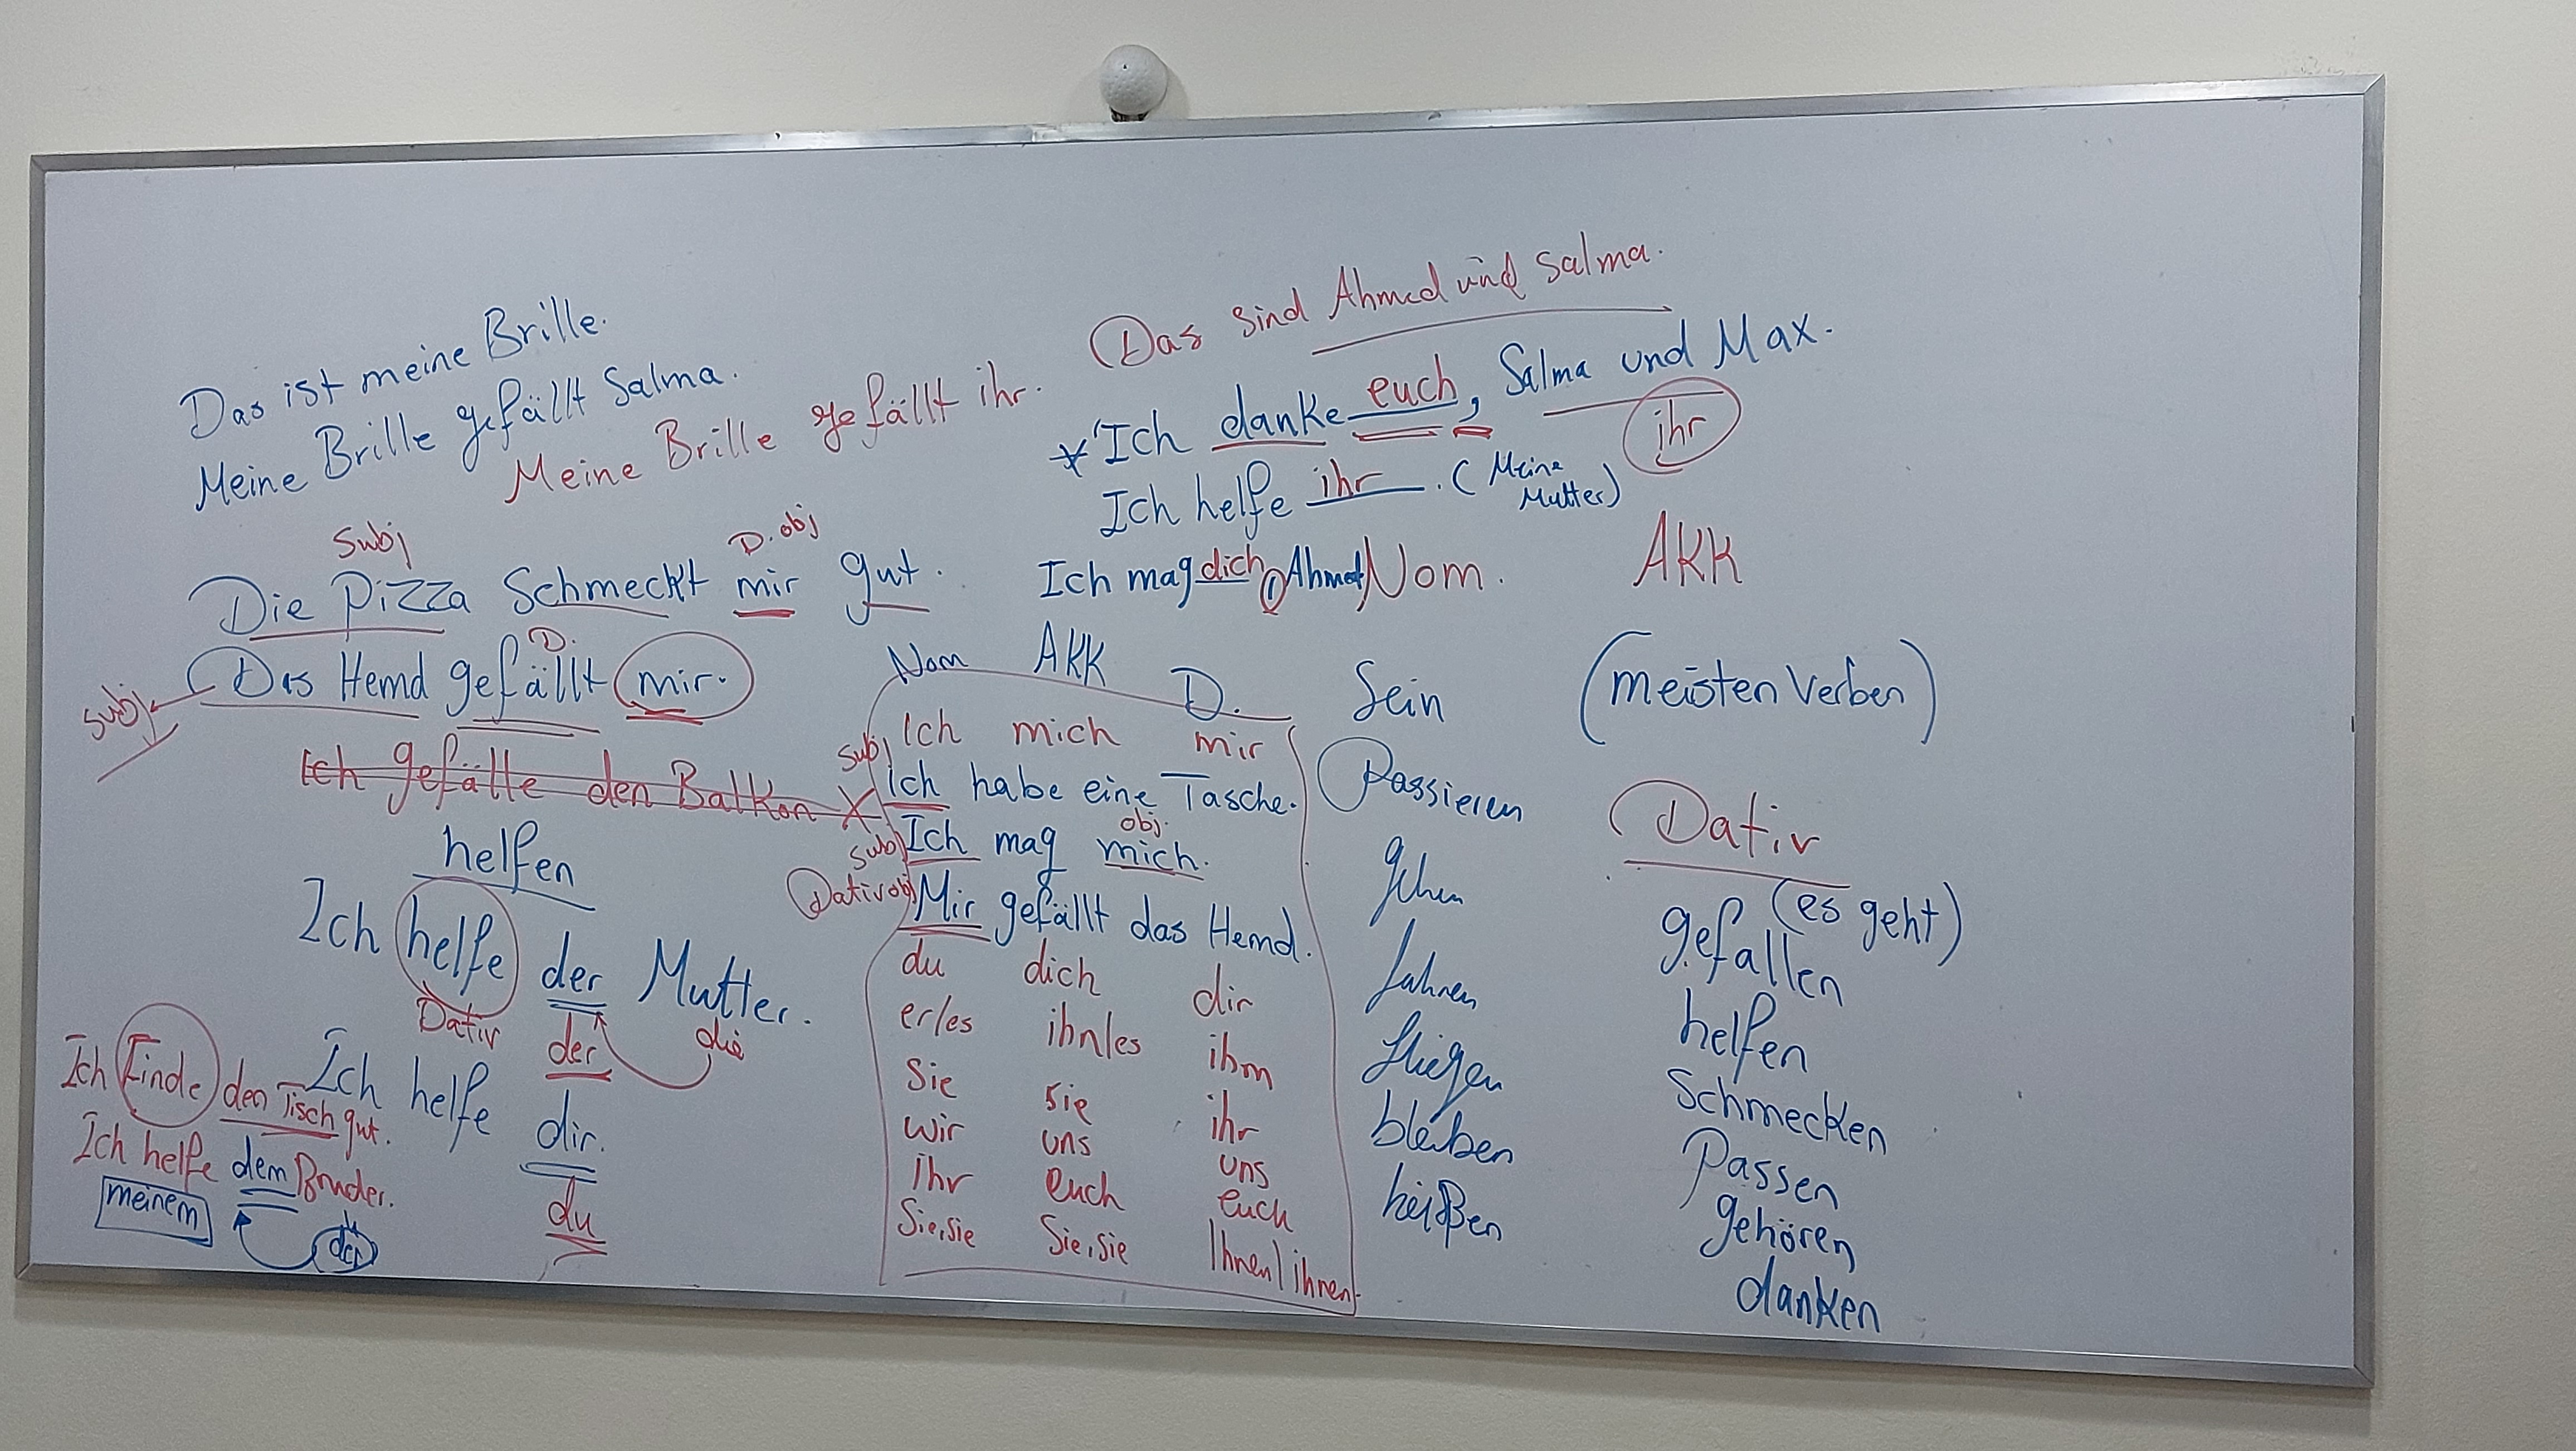 Das ist meine Brille.
Meine Brille gefällt Salma.
Meine Brille gefällt ihr.
Subj
D. obj
Die Pizza Schmeckt mir gut.
D.
Das Hemd gefällt mir.
subj
Ich gefälle den Balkon X
helfen
Ich helfe der Mutter.
Dativ
der
die
Ich helfe dir.
du
Ich Finde den Tisch gut.
Ich helfe dem Bruder.
meinem
der
Das sind Ahmed und Salma.
*Ich danke euch, Salma und Max.
ihr
Ich helfe ihr. (Meine Mutter)
Ich mag dich, Ahmed
Nom AKK D.
Ich mich mir
subj
Ich habe eine Tasche.
obj.
subj
Ich mag mich.
Dativobj
Mir gefällt das Hemd.
du dich dir
er/es ihn/es ihm
Sie sie ihr
wir uns uns
ihr euch euch
Sie, sie Sie, sie Ihnen/ihnen
Nom.
Sein
Passieren
gehen
fahren
fliegen
bleiben
heißen
AKK
(meisten Verben)
Dativ
(es geht)
gefallen
helfen
Schmecken
Passen
gehören
danken